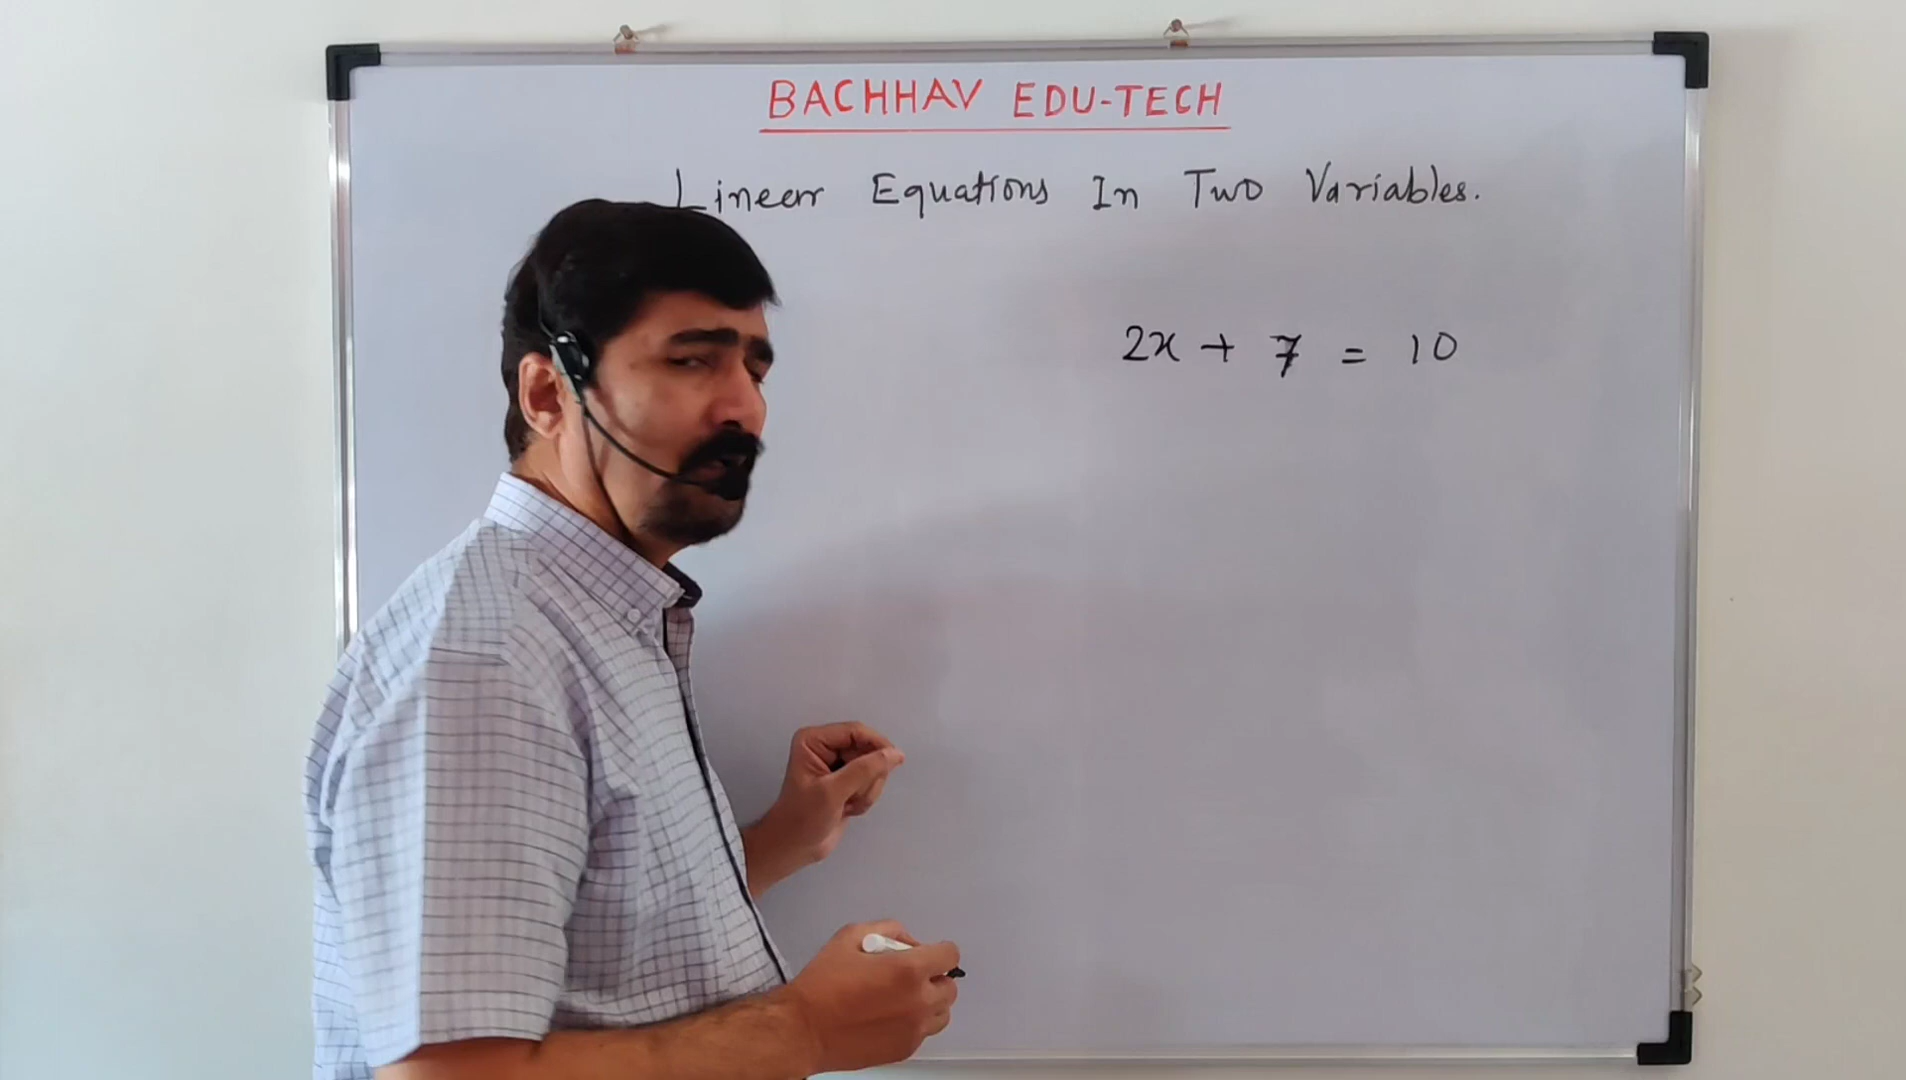 BACHHAV EDU-TECH
Linear Equations In Two Variables.
2x + 7 = 10